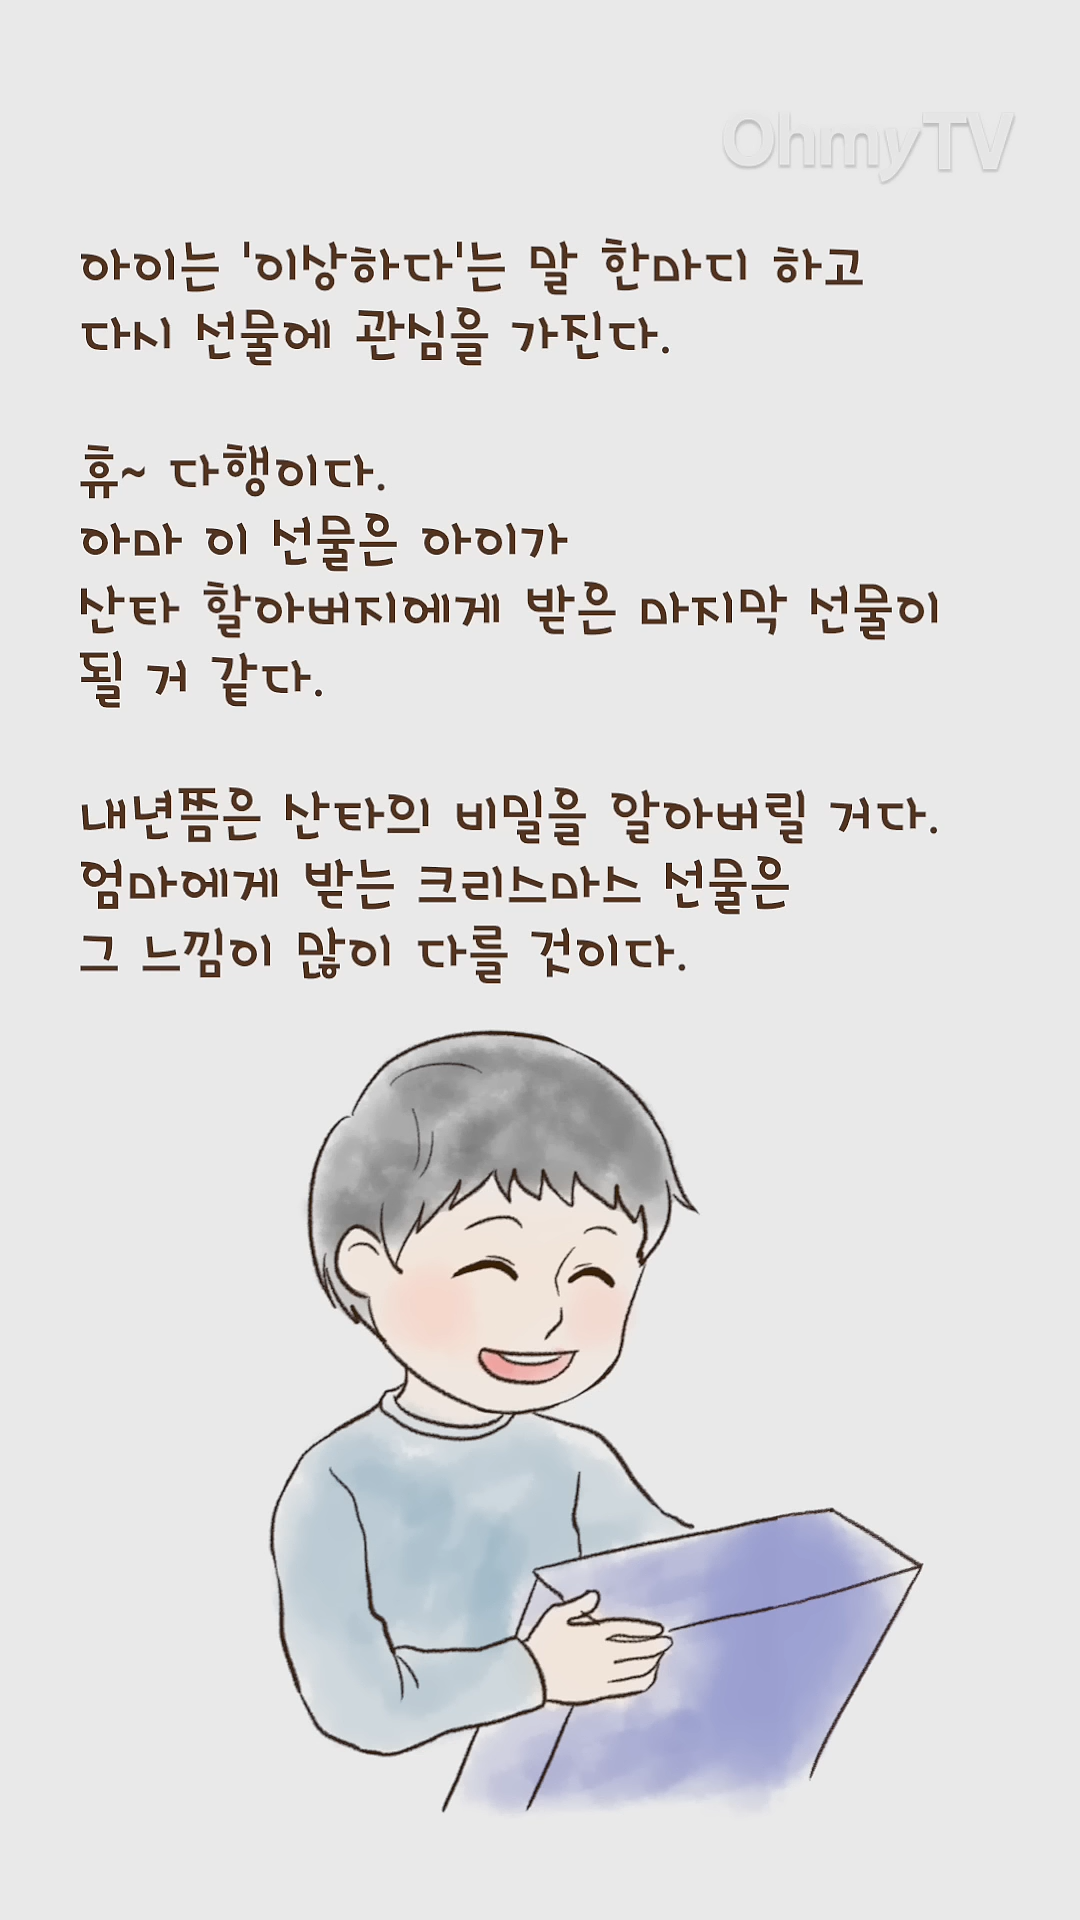 OhmyTV
아이는 '이상하다'는 말 한마디 하고
다시 선물에 관심을 가진다.
휴~ 다행이다.
아마 이 선물은 아이가
산타 할아버지에게 받은 마지막 선물이
될 거 같다.
내년쯤은 산타의 비밀을 알아버릴 거다.
엄마에게 받는 크리스마스 선물은
그 느낌이 많이 다를 것이다.